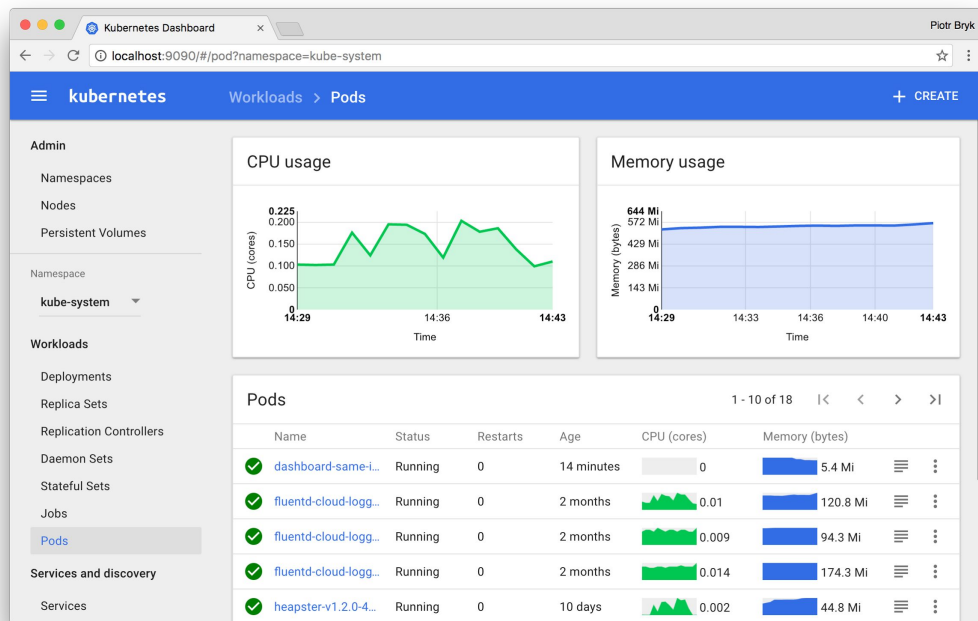 Kubernetes Dashboard
Piotr Bryk
localhost:9090/#/pod?namespace=kube-system
kubernetes
Workloads > Pods
+ CREATE
Admin
Namespaces
Nodes
Persistent Volumes
Namespace
kube-system
Workloads
Deployments
Replica Sets
Replication Controllers
Daemon Sets
Stateful Sets
Jobs
Pods
Services and discovery
Services
CPU usage
CPU (cores)
0.225
0.200
0.150
0.100
0.050
0
14:29 14:36 14:43
Time
Memory usage
Memory (bytes)
644 Mi
572 Mi
429 Mi
286 Mi
143 Mi
0
14:29 14:33 14:36 14:40 14:43
Time
Pods
1 - 10 of 18
Name Status Restarts Age CPU (cores) Memory (bytes)
dashboard-same-i... Running 0 14 minutes 0 5.4 Mi
fluentd-cloud-logg... Running 0 2 months 0.01 120.8 Mi
fluentd-cloud-logg... Running 0 2 months 0.009 94.3 Mi
fluentd-cloud-logg... Running 0 2 months 0.014 174.3 Mi
heapster-v1.2.0-4... Running 0 10 days 0.002 44.8 Mi